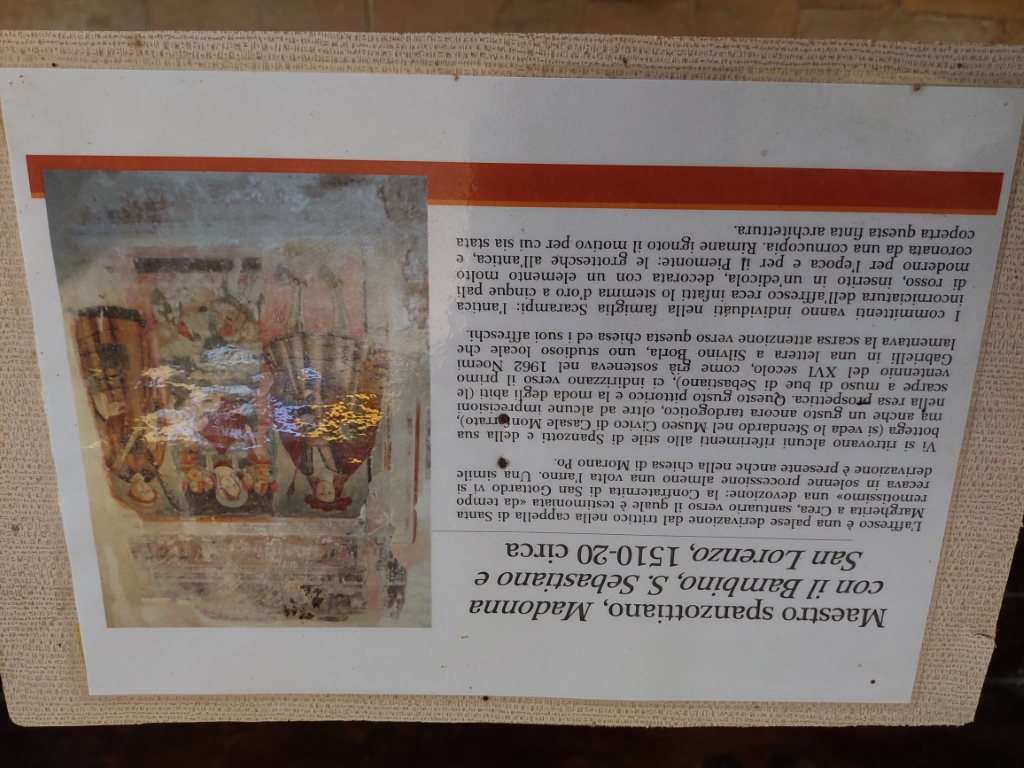 Maestro spanzottiano, Madonna
con il Bambino, S. Sebastiano e
San Lorenzo, 1510-20 circa
L'affresco è una palese derivazione dal trittico nella cappella di Santa
Margherita a Crea, santuario verso il quale è testimoniata «da tempo
remotissimo» una devozione: la Confraternita di San Gottardo vi si
recava in solenne processione almeno una volta l'anno. Una simile
derivazione è presente anche nella chiesa di Morano Po.
Vi si ritrovano alcuni riferimenti allo stile di Spanzotti e della sua
bottega (si veda lo Stendardo nel Museo Civico di Casale Monferrato),
ma anche un gusto ancora tardogotico, oltre ad alcune imprecisioni
nella resa prospettica. Questo gusto pittorico e la moda degli abiti (le
scarpe a muso di bue di Sebastiano), ci indirizzano verso il primo
ventennio del XVI secolo, come già sosteneva nel 1962 Noemi
Gabrielli in una lettera a Silvino Borla, uno studioso locale che
lamentava la scarsa attenzione verso questa chiesa ed i suoi affreschi.
I committenti vanno individuati nella famiglia Scarampi: l'antica
incorniciatura dell'affresco reca infatti lo stemma d'oro a cinque pali
di rosso, inserito in un'edicola, decorata con un elemento molto
moderno per l'epoca e per il Piemonte: le grottesche all'antica, e
coronata da una cornucopia. Rimane ignoto il motivo per cui sia stata
coperta questa finta architettura.